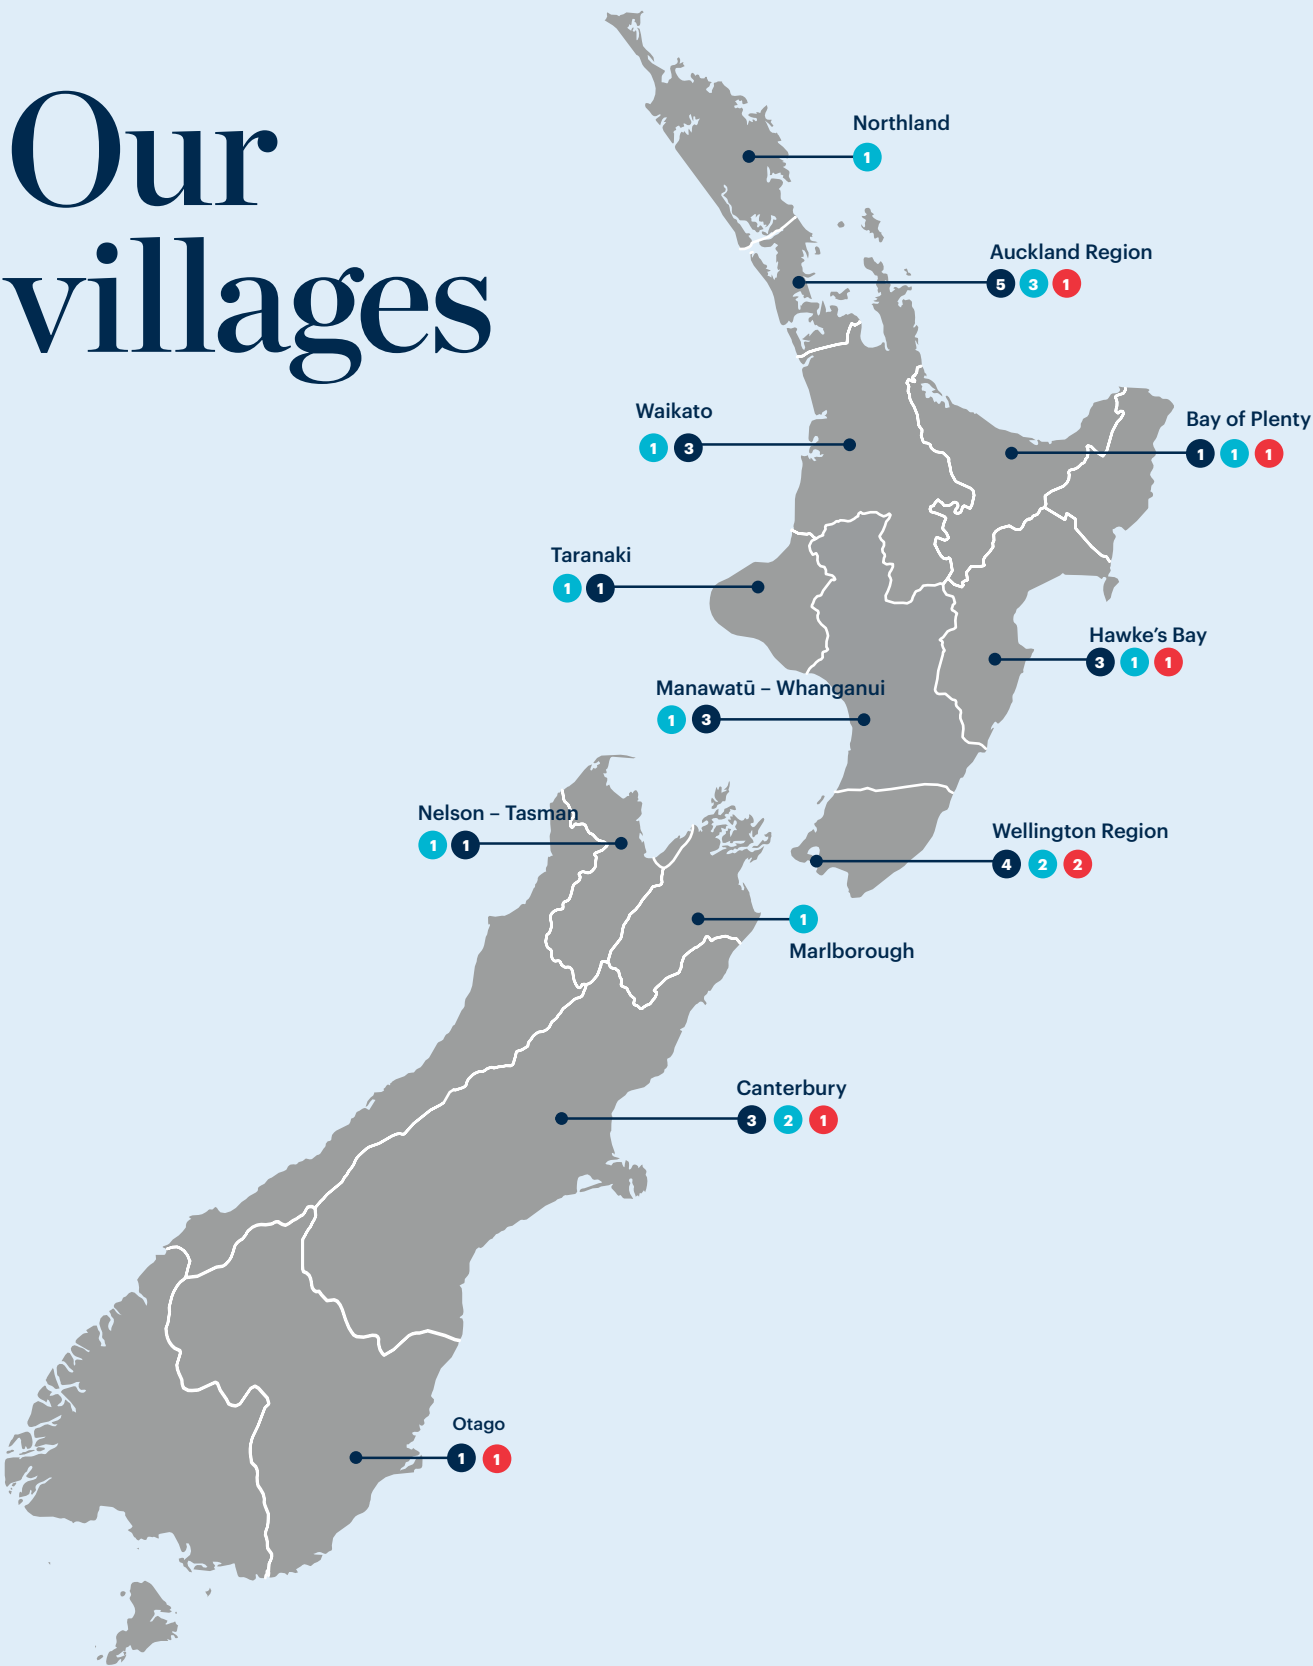 Our
villages
Northland
1
Auckland Region
5 3 1
Waikato
1 3
Bay of Plenty
1 1 1
Taranaki
1 1
Hawke’s Bay
3 1 1
Manawatū – Whanganui
1 3
Nelson – Tasman
1 1
Wellington Region
4 2 2
1
Marlborough
Canterbury
3 2 1
Otago
1 1